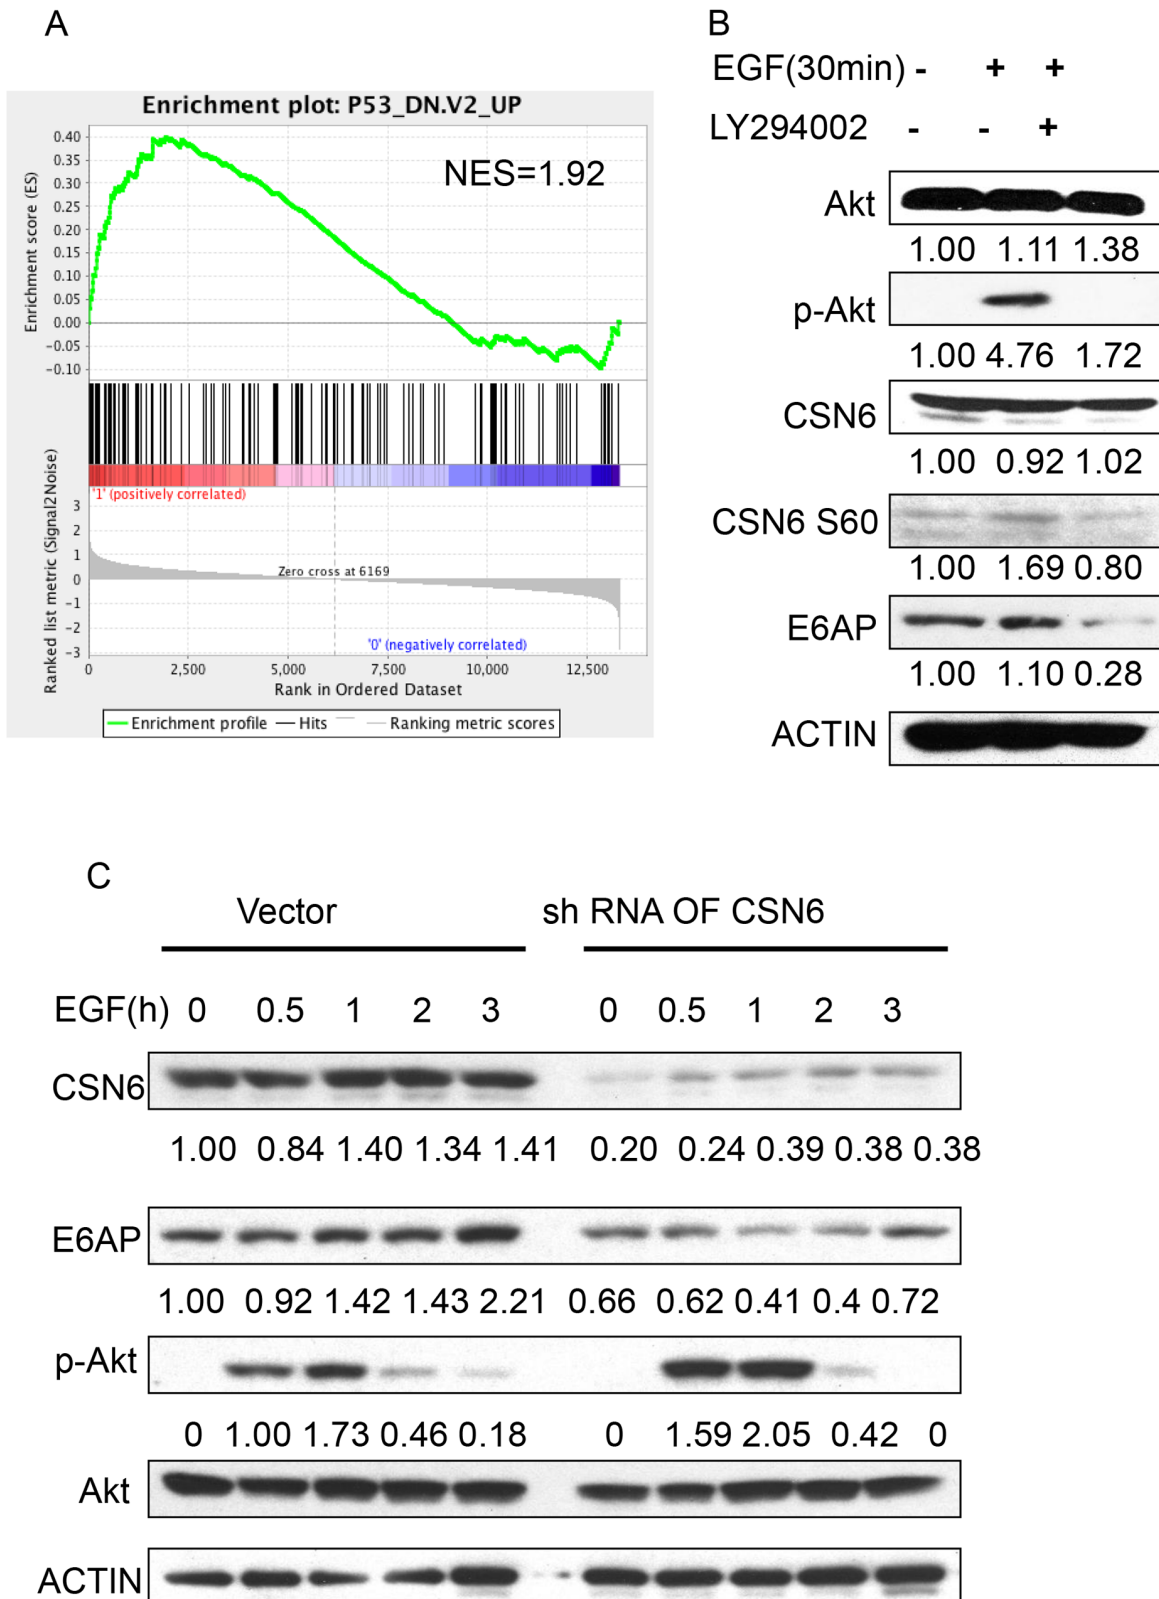 A
Enrichment plot: P53_DN.V2_UP
NES=1.92
Enrichment score (ES)
0.40
0.35
0.30
0.25
0.20
0.15
0.10
0.05
0.00
-0.05
-0.10
'1' (positively correlated)
Ranked list metric (Signal2Noise)
3
2
1
0
-1
-2
-3
Zero cross at 6169
'0' (negatively correlated)
0 2,500 5,000 7,500 10,000 12,500
Rank in Ordered Dataset
Enrichment profile Hits Ranking metric scores
B
EGF(30min) - + +
LY294002 - - +
Akt
1.00 1.11 1.38
p-Akt
1.00 4.76 1.72
CSN6
1.00 0.92 1.02
CSN6 S60
1.00 1.69 0.80
E6AP
1.00 1.10 0.28
ACTIN
C
Vector sh RNA OF CSN6
EGF(h) 0 0.5 1 2 3 0 0.5 1 2 3
CSN6
1.00 0.84 1.40 1.34 1.41 0.20 0.24 0.39 0.38 0.38
E6AP
1.00 0.92 1.42 1.43 2.21 0.66 0.62 0.41 0.4 0.72
p-Akt
0 1.00 1.73 0.46 0.18 0 1.59 2.05 0.42 0
Akt
ACTIN